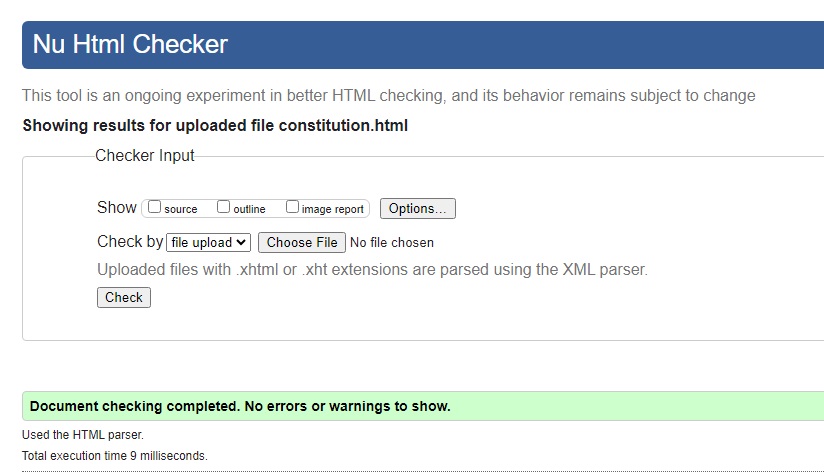 Nu Html Checker
This tool is an ongoing experiment in better HTML checking, and its behavior remains subject to change
Showing results for uploaded file constitution.html
Checker Input
Show source outline image report Options...
Check by file upload Choose File No file chosen
Uploaded files with .xhtml or .xht extensions are parsed using the XML parser.
Check
Document checking completed. No errors or warnings to show.
Used the HTML parser.
Total execution time 9 milliseconds.